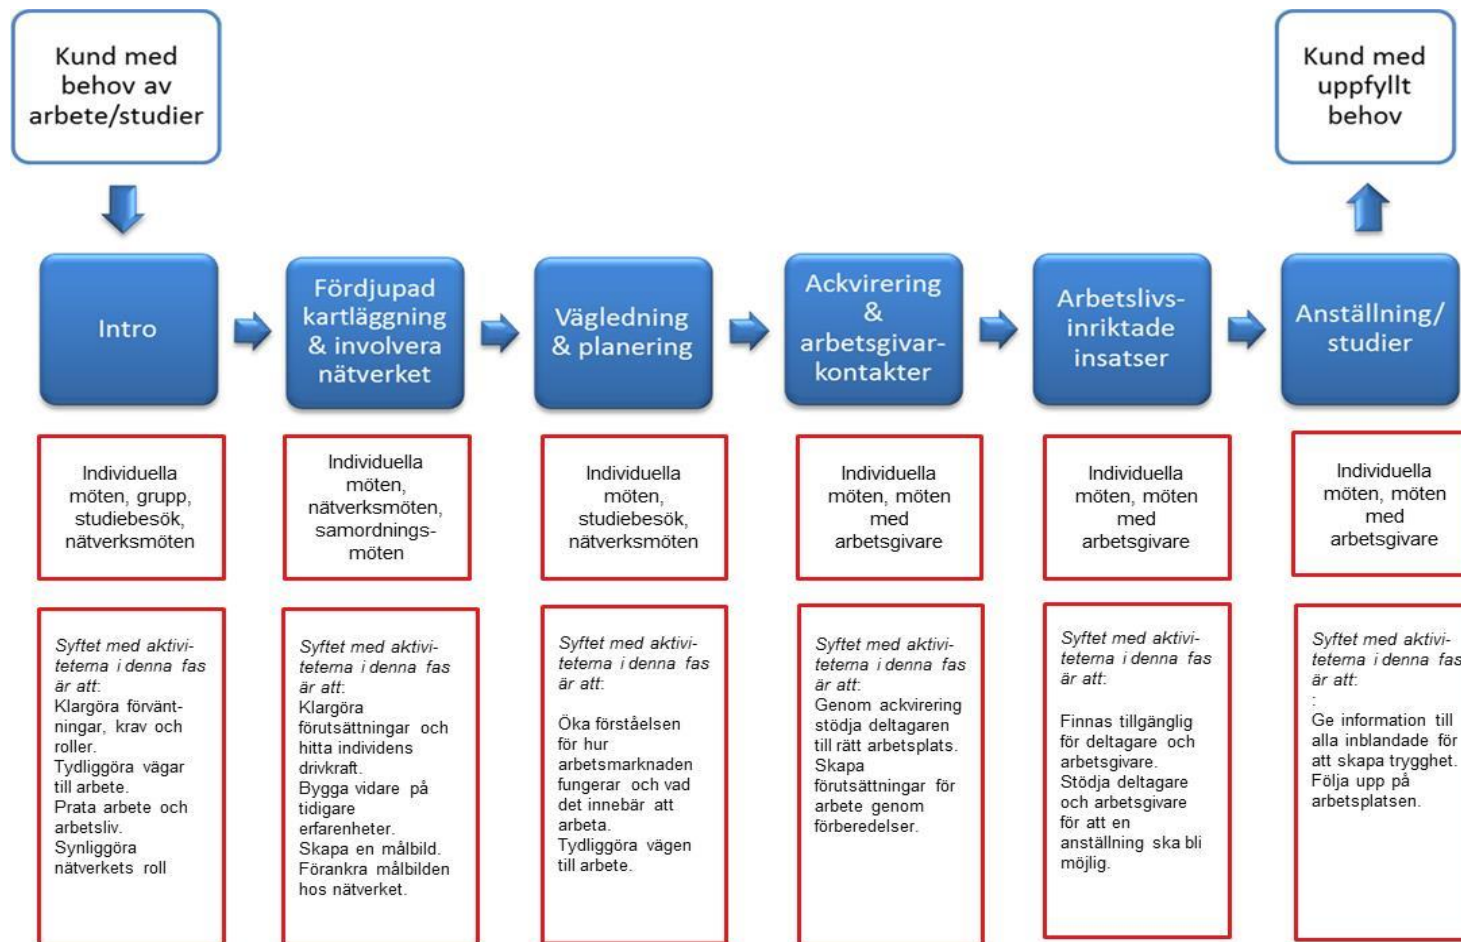 Kund med
behov av
arbete/studier
Kund med
uppfyllt
behov
Intro
Fördjupad
kartläggning
& involvera
nätverket
Vägledning
& planering
Ackvirering
&
arbetsgivar-
kontakter
Arbetslivs-
inriktade
insatser
Anställning/
studier
Individuella
möten, grupp,
studiebesök,
nätverksmöten
Individuella
möten,
nätverksmöten,
samordnings-
möten
Individuella
möten,
studiebesök,
nätverksmöten
Individuella
möten, möten
med
arbetsgivare
Individuella
möten, möten
med
arbetsgivare
Individuella
möten, möten
med
arbetsgivare
Syftet med aktivi-
teterna i denna fas
är att:
Klargöra förvänt-
ningar, krav och
roller.
Tydliggöra vägar
till arbete.
Prata arbete och
arbetsliv.
Synliggöra
nätverkets roll
Syftet med aktivi-
teterna i denna fas
är att:
Klargöra
förutsättningar och
hitta individens
drivkraft.
Bygga vidare på
tidigare
erfarenheter.
Skapa en målbild.
Förankra målbilden
hos nätverket.
Syftet med aktivi-
teterna i denna fas
är att:
Öka förståelsen
för hur
arbetsmarknaden
fungerar och vad
det innebär att
arbeta.
Tydliggöra vägen
till arbete.
Syftet med aktivi-
teterna i denna fas
är att:
Genom ackvirering
stödja deltagaren
till rätt arbetsplats.
Skapa
förutsättningar för
arbete genom
förberedelser.
Syftet med aktivi-
teterna i denna fas
är att:
Finnas tillgänglig
för deltagare och
arbetsgivare.
Stödja deltagare
och arbetsgivare
för att en
anställning ska bli
möjlig.
Syftet med aktivi-
teterna i denna fas
är att:
:
Ge information till
alla inblandade för
att skapa trygghet.
Följa upp på
arbetsplatsen.